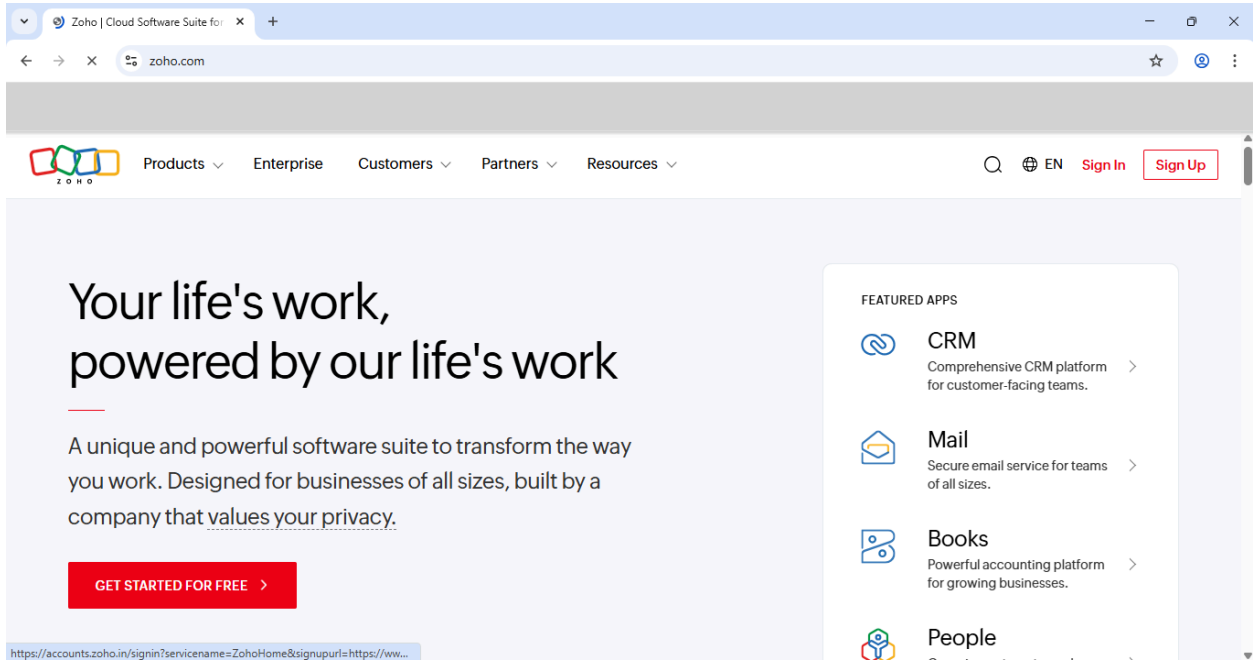 Zoho | Cloud Software Suite for
zoho.com
ZOHO
Products Enterprise Customers Partners Resources EN Sign In Sign Up
Your life's work,
powered by our life's work
A unique and powerful software suite to transform the way
you work. Designed for businesses of all sizes, built by a
company that values your privacy.
GET STARTED FOR FREE
FEATURED APPS
CRM
Comprehensive CRM platform
for customer-facing teams.
Mail
Secure email service for teams
of all sizes.
Books
Powerful accounting platform
for growing businesses.
People
https://accounts.zoho.in/signin?servicename=ZohoHome&signupurl=https://ww...